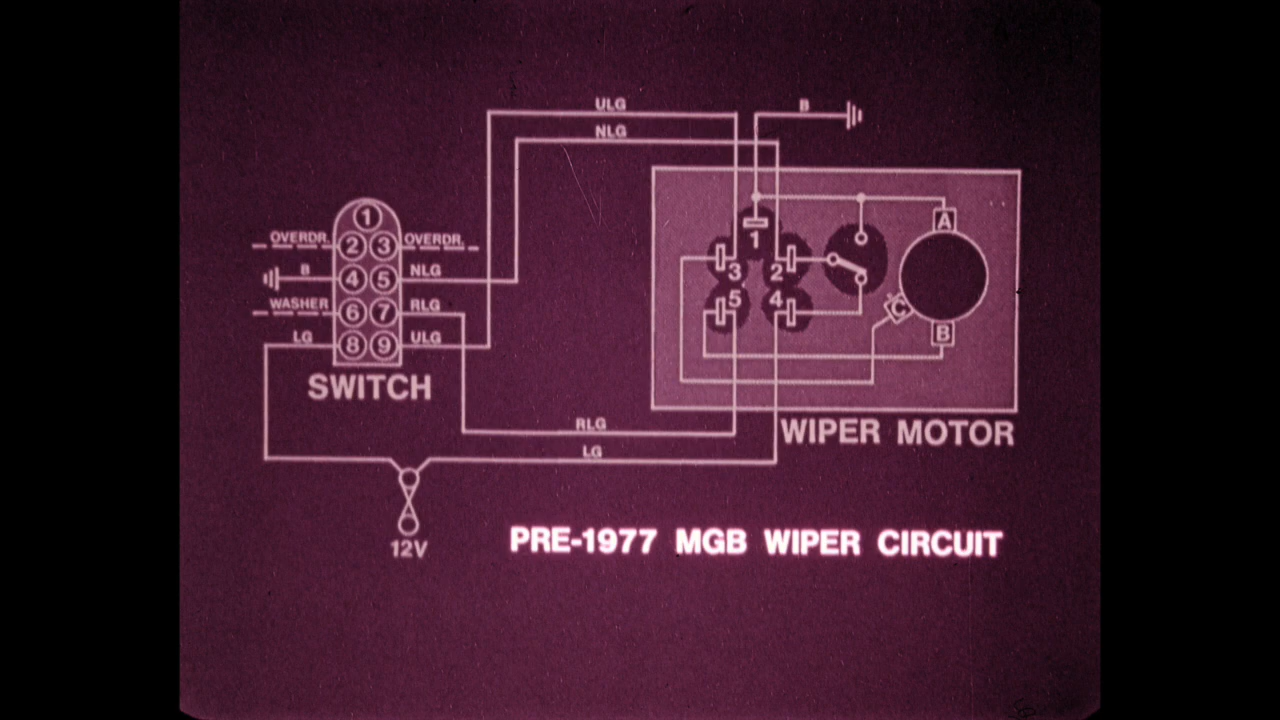 ULG
B
NLG
1
OVERDR. 2 3 OVERDR.
B 4 5 NLG
WASHER 6 7 RLG
LG 8 9 ULG
SWITCH
A
1
3 2
5 4
C
B
RLG
WIPER MOTOR
LG
12V
PRE-1977 MGB WIPER CIRCUIT